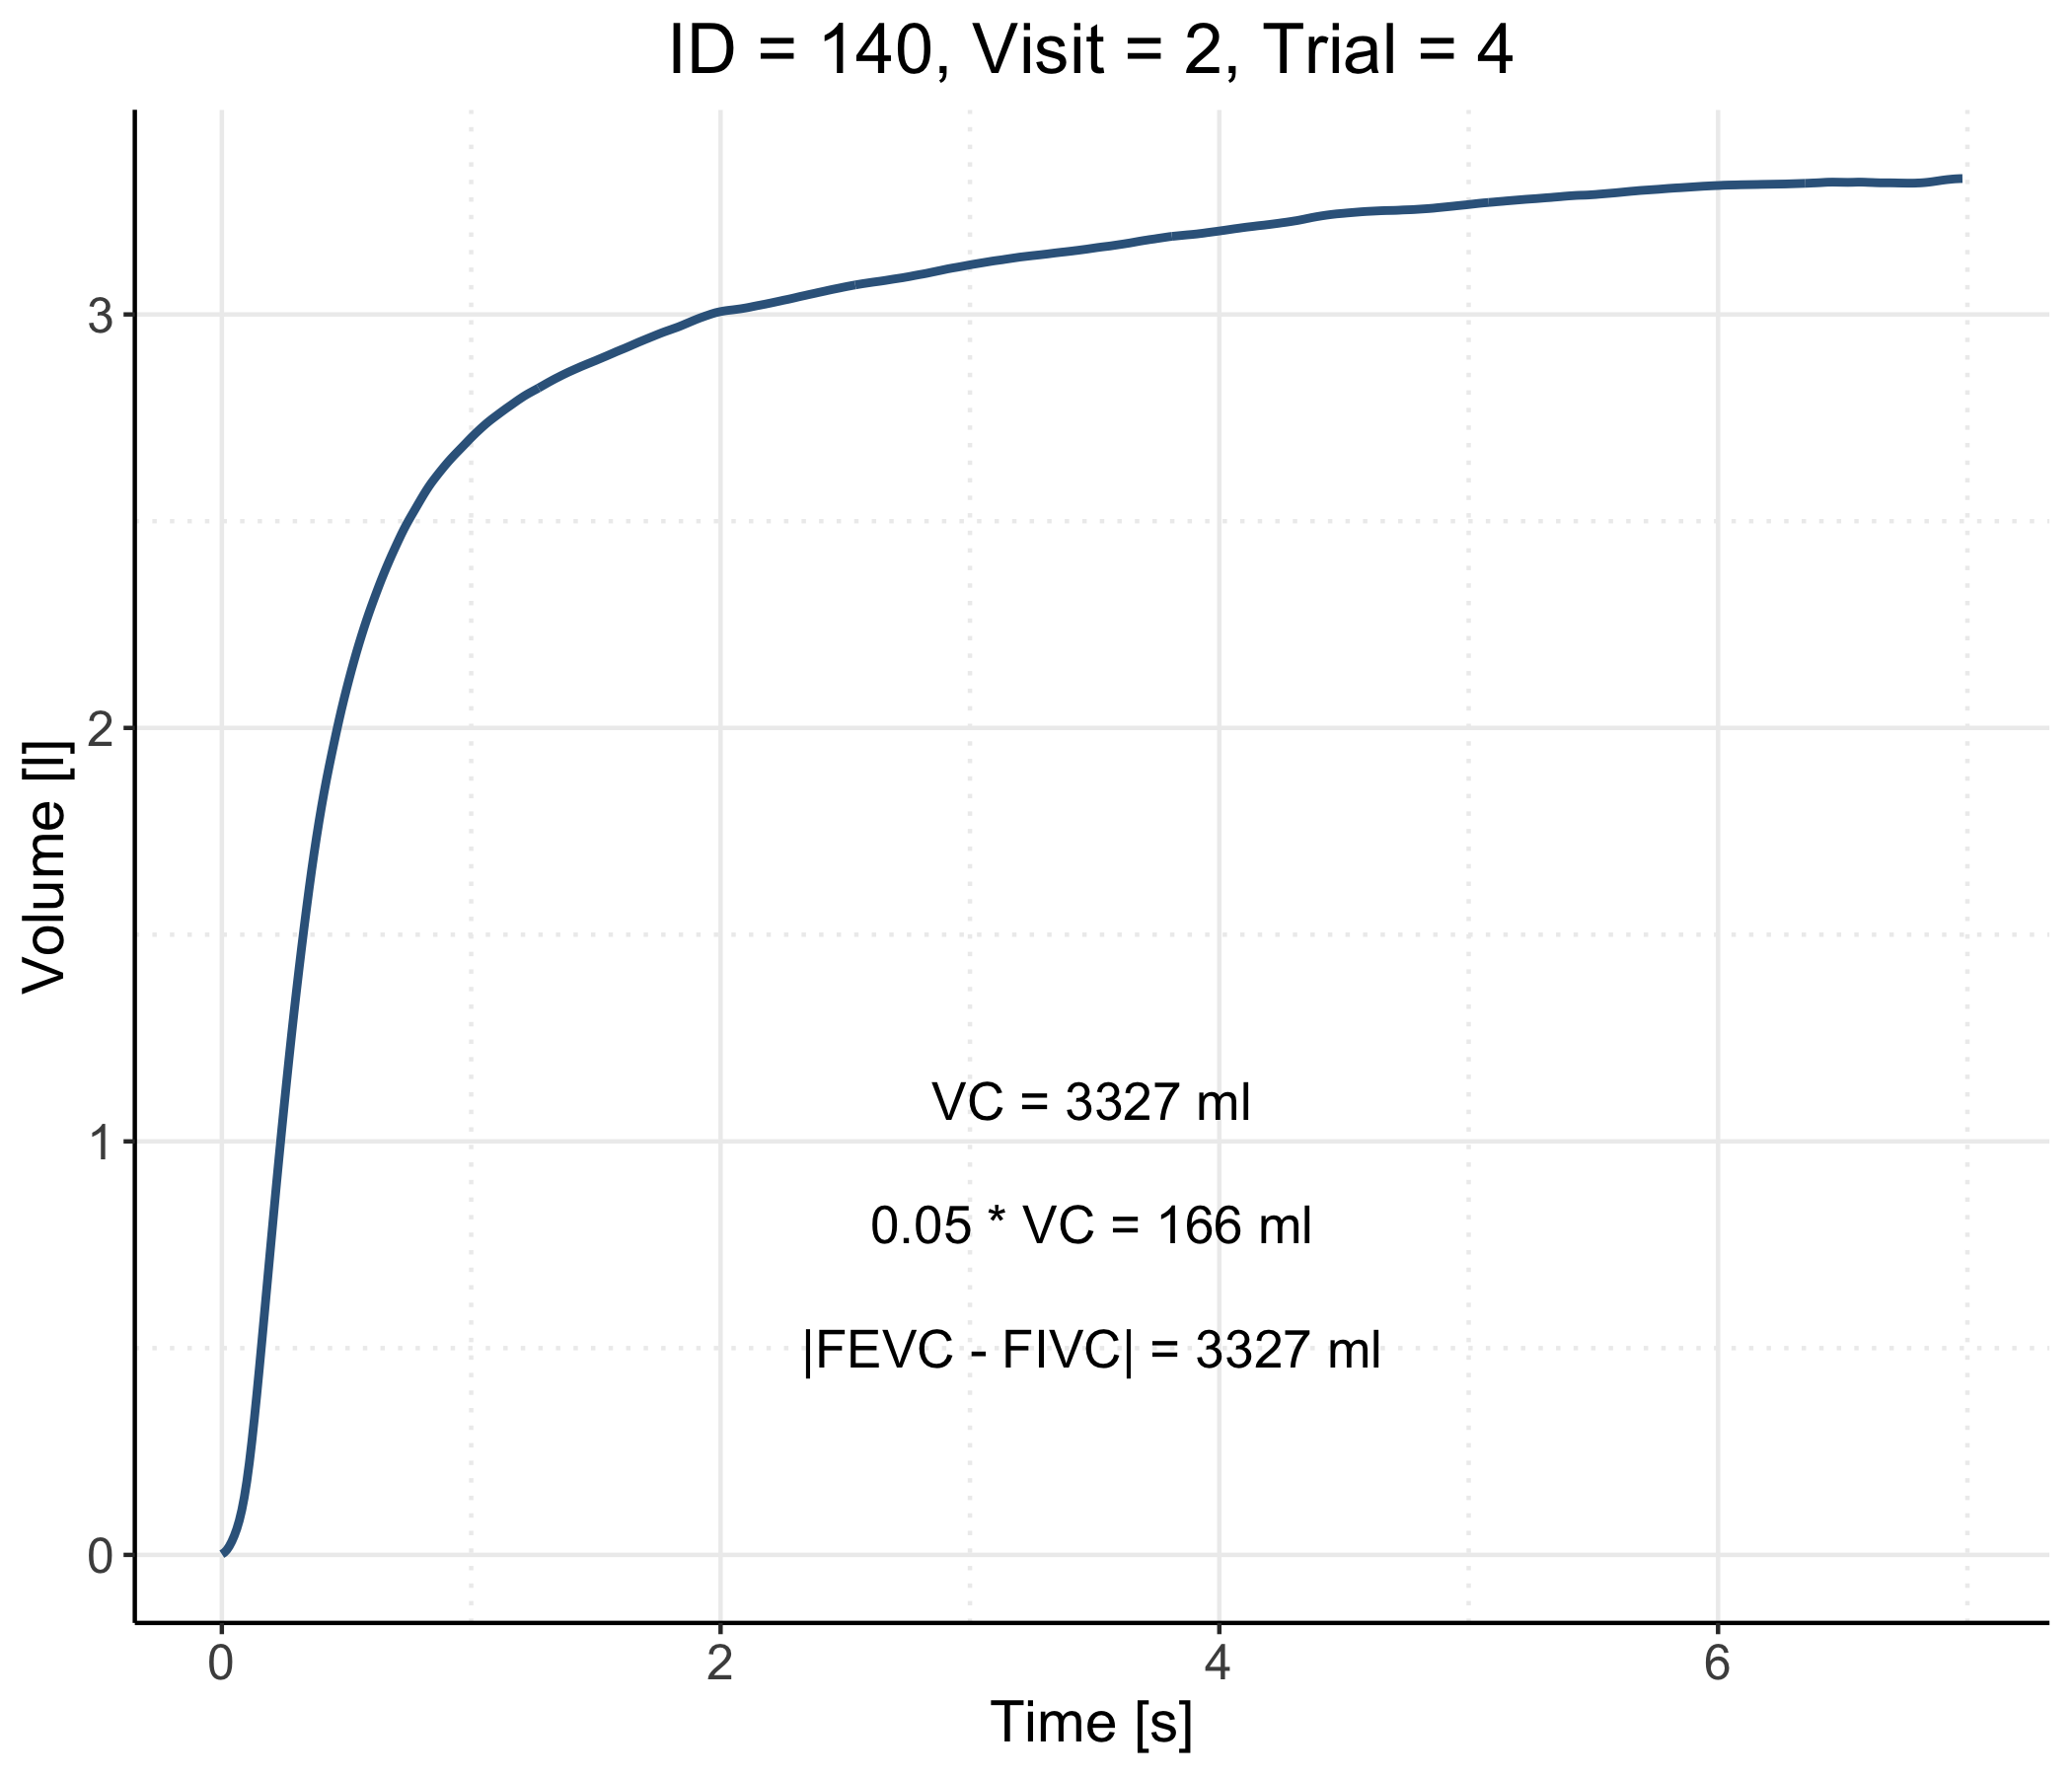 ID = 140, Visit = 2, Trial = 4
3
2
1
0
Volume [l]
VC = 3327 ml
0.05 * VC = 166 ml
|FEVC - FIVC| = 3327 ml
0 2 4 6
Time [s]